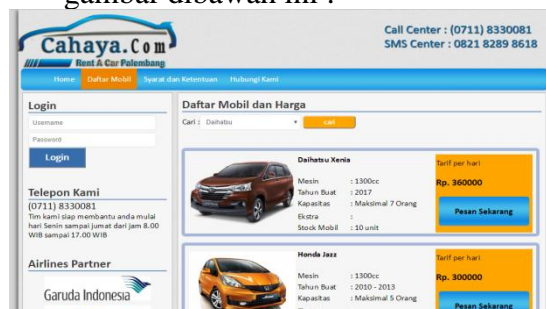 gambar dibawah ini :
Cahaya.Com
Rent A Car Palembang
Call Center : (0711) 8330081
SMS Center : 0821 8289 8618
Home Daftar Mobil Syarat dan Ketentuan Hubungi Kami
Login
Username
Password
Login
Telepon Kami
(0711) 8330081
Tim kami siap membantu anda mulai
hari Senin sampai jumat dari jam 8.00
WIB sampai 17.00 WIB
Airlines Partner
Garuda Indonesia
Daftar Mobil dan Harga
Cari : Daihatsu cari
Daihatsu Xenia
Mesin : 1300cc
Tahun Buat : 2017
Kapasitas : Maksimal 7 Orang
Ekstra :
Stock Mobil : 10 unit
Tarif per hari
Rp. 360000
Pesan Sekarang
Honda Jazz
Mesin : 1300cc
Tahun Buat : 2010 - 2013
Kapasitas : Maksimal 5 Orang
Tarif per hari
Rp. 300000
Pesan Sekarang